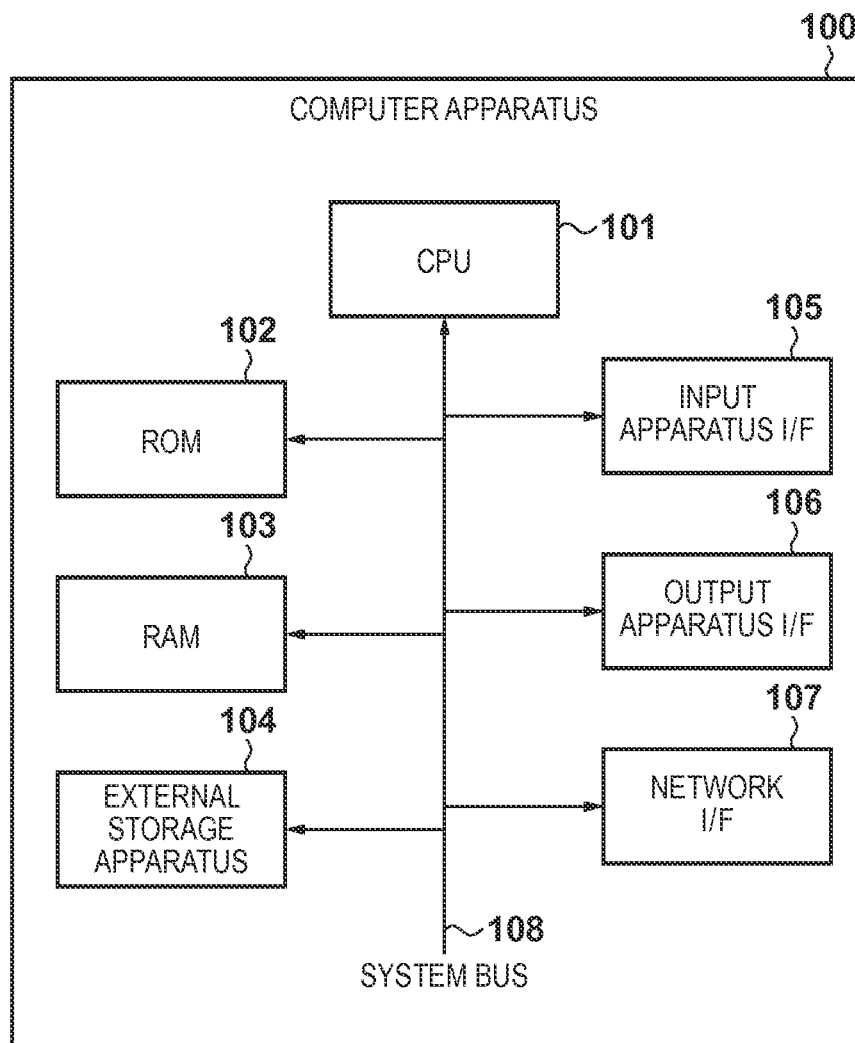 100
COMPUTER APPARATUS
101
CPU
102
ROM
105
INPUT
APPARATUS I/F
103
RAM
106
OUTPUT
APPARATUS I/F
104
EXTERNAL
STORAGE
APPARATUS
107
NETWORK
I/F
108
SYSTEM BUS